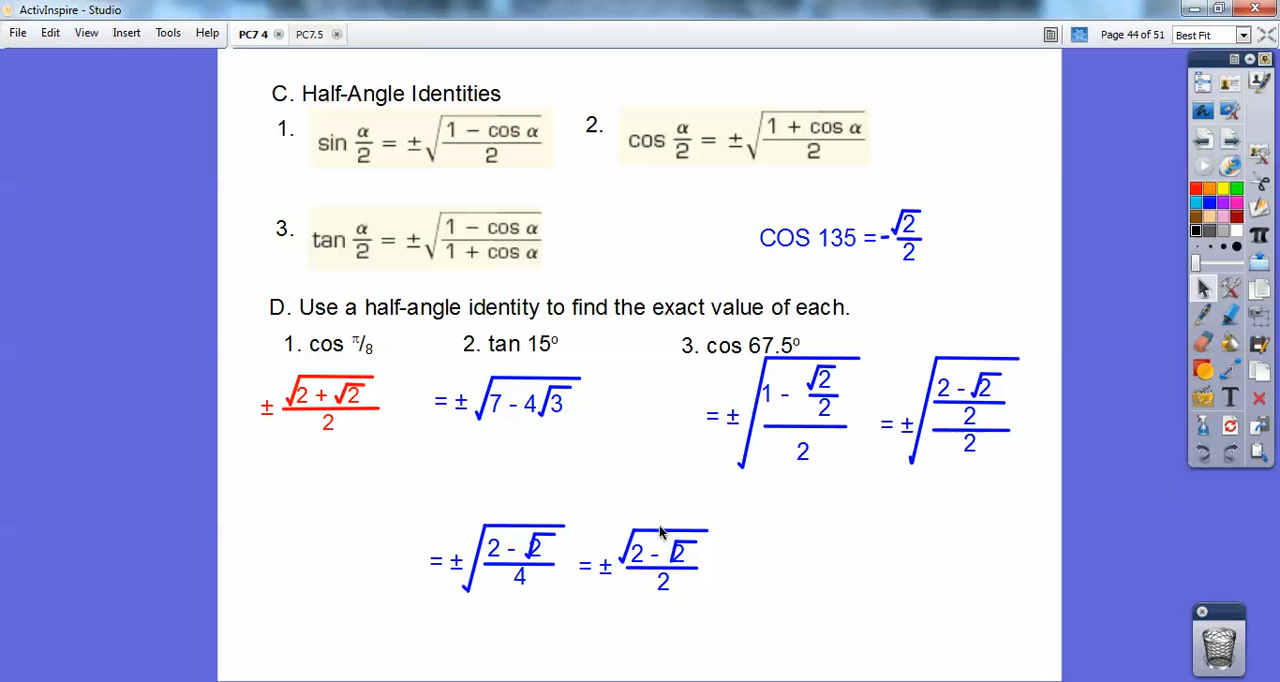 ActivInspire - Studio
File Edit View Insert Tools Help PC7 4 PC7.5 Page 44 of 51 Best Fit
C. Half-Angle Identities
1. sin α/2 = ±√((1 − cos α)/2) 2. cos α/2 = ±√((1 + cos α)/2)
3. tan α/2 = ±√((1 − cos α)/(1 + cos α)) COS 135 = -√2/2
D. Use a half-angle identity to find the exact value of each.
1. cos π/8 2. tan 15º 3. cos 67.5º
± √(2 + √2)/2 = ± √(7 - 4√3) = ± √((1 - √2/2)/2) = ± √(((2 - √2)/2)/2)
= ± √((2 - √2)/4) = ± √(2 - √2)/2